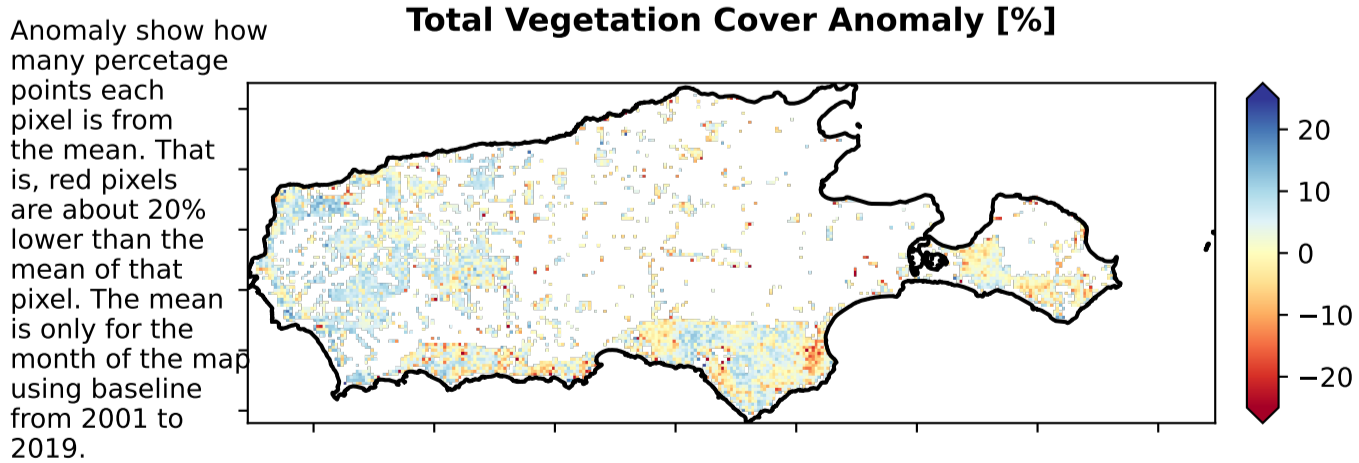 Total Vegetation Cover Anomaly [%]
Anomaly show how
many percetage
points each
pixel is from
the mean. That
is, red pixels
are about 20%
lower than the
mean of that
pixel. The mean
is only for the
month of the map
using baseline
from 2001 to
2019.
20
10
0
−10
−20